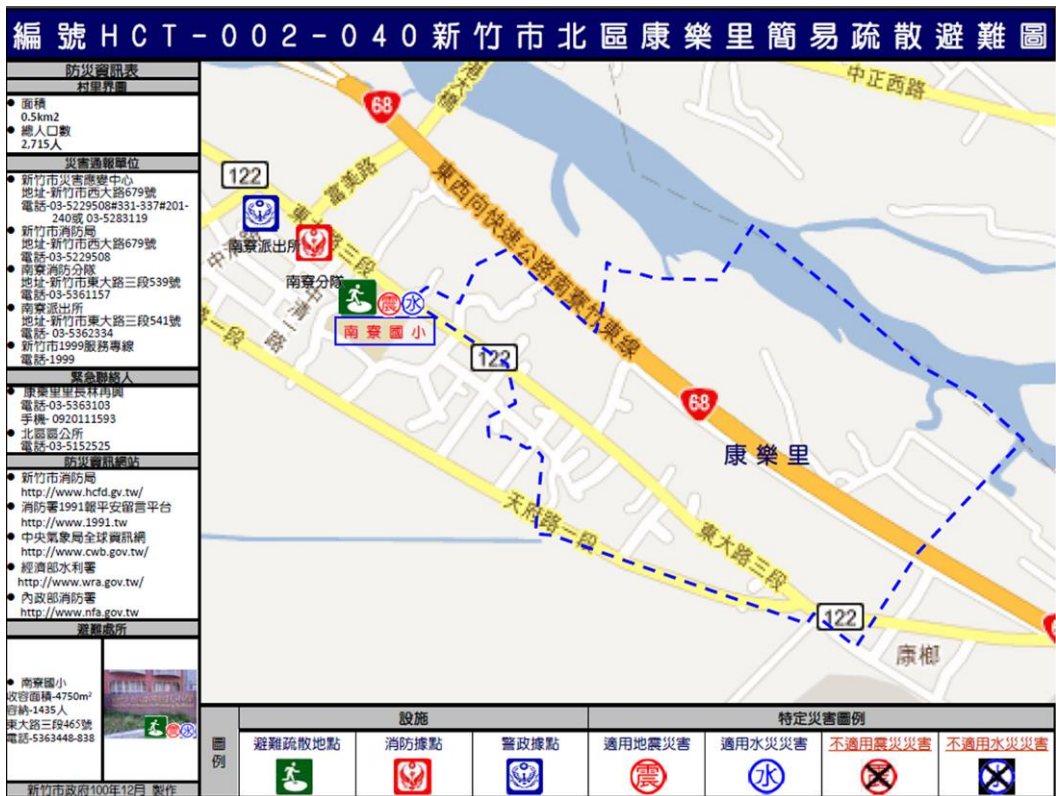 編號HCT-002-040新竹市北區康樂里簡易疏散避難圖
防災資訊表
村里界圖
● 面積
0.5km2
● 總人口數
2,715人
災害通報單位
● 新竹市災害應變中心
地址-新竹市西大路679號
電話-03-5229508#331-337#201-
240或 03-5283119
● 新竹市消防局
地址-新竹市西大路679號
電話-03-5229508
● 南寮消防分隊
地址-新竹市東大路三段539號
電話-03-5361157
● 南寮派出所
地址-新竹市東大路三段541號
電話- 03-5362334
● 新竹市1999服務專線
電話-1999
緊急聯絡人
● 康樂里里長林再興
電話-03-5363103
手機- 0920111593
● 北區區公所
電話-03-5152525
防災資訊網站
● 新竹市消防局
http://www.hcfd.gv.tw/
● 消防署1991報平安留言平台
http://www.1991.tw
● 中央氣象局全球資訊網
http://www.cwb.gov.tw/
● 經濟部水利署
http://www.wra.gov.tw/
● 內政部消防署
http://www.nfa.gov.tw
避難處所
● 南寮國小
收容面積-4750m²
容納-1435人
東大路三段465號
電話-5363448-838
新竹市政府100年12月 製作
港大橋
中正西路
68
122
富美路
東西向快速公路南寮竹東線
東大路三段
南寮派出所
南寮分隊
中清一路
震
水
南寮國小
122
68
康樂里
天府路一段
東大路三段
122
康榔
圖例
設施
特定災害圖例
避難疏散地點
消防據點
警政據點
適用地震災害
適用水災災害
不適用震災災害
不適用水災災害
震
水
震
水